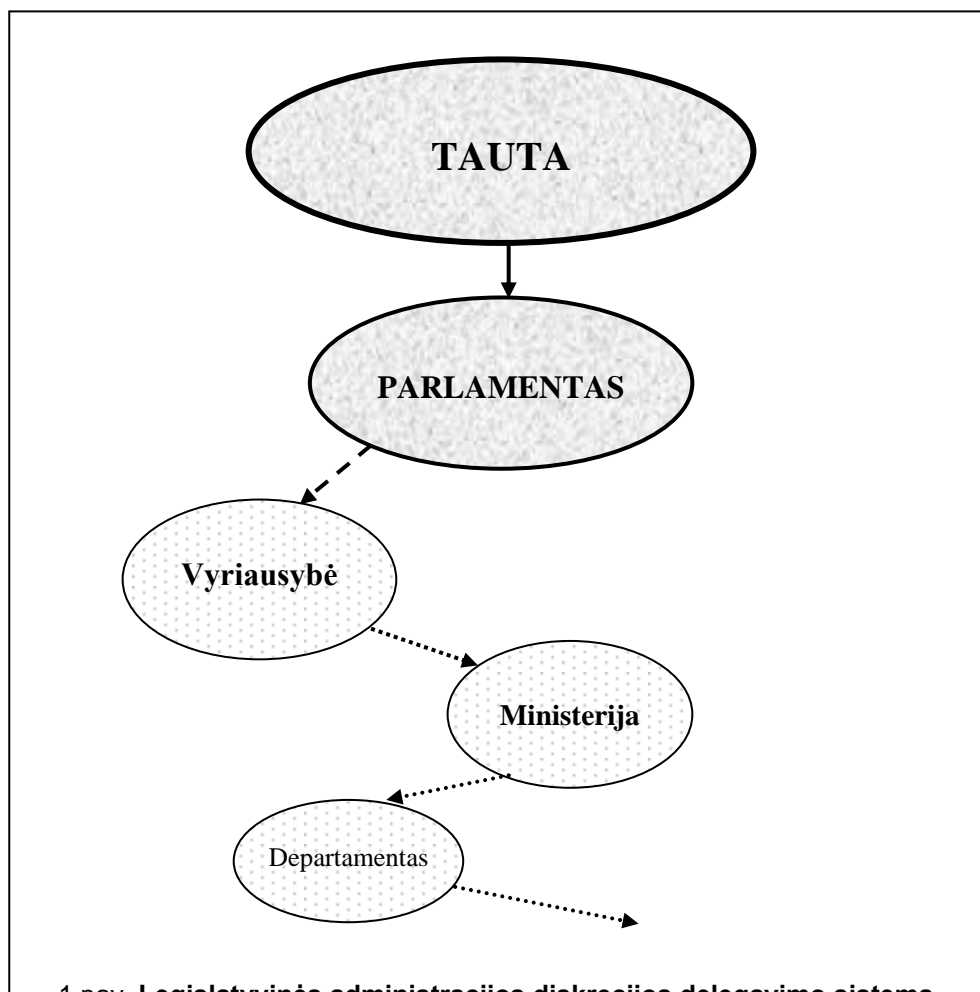 TAUTA
PARLAMENTAS
Vyriausybė
Ministerija
Departamentas
1 pav. Legislatyvinės administracijos diskrecijos delegavimo sistema